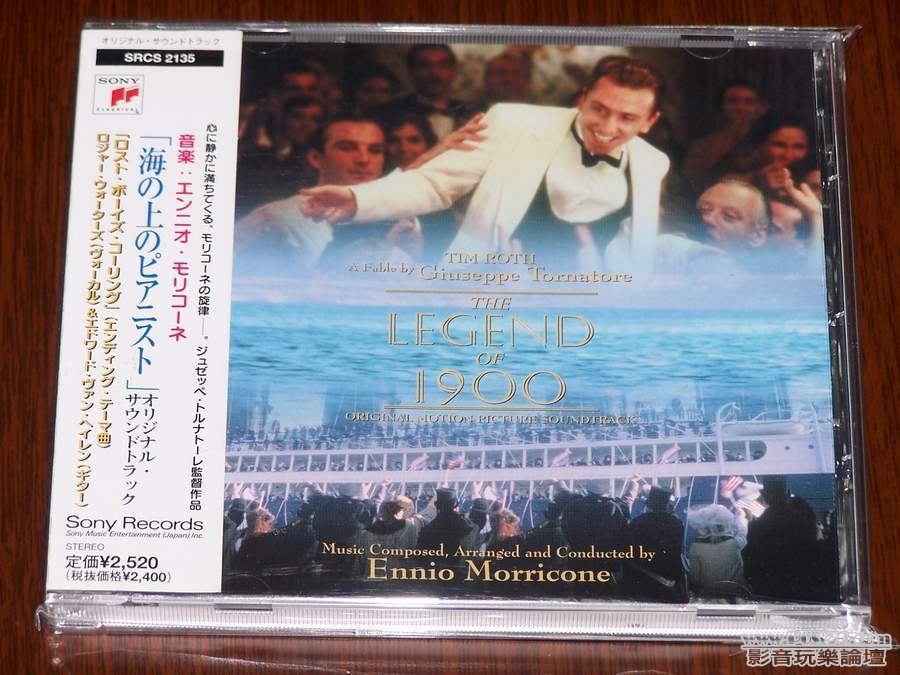 オリジナル・サウンドトラック
SRCS 2135
SONY
CLASSICAL
心に静かに満ちてくる、モリコーネの旋律──。ジュゼッペ・トルナトーレ監督作品
音楽:エンニオ・モリコーネ
「海の上のピアニスト」オリジナル・サウンドトラック
「ロスト・ボーイズ・コーリング」(エンディング・テーマ曲)
ロジャー・ウォーターズ(ヴォーカル)&エドワード・ヴァン・ヘイレン(ギター)
Sony Records
Sony Music Entertainment (Japan) Inc.
STEREO
定価¥2,520
(税抜価格¥2,400)
TIM ROTH
A Fable by Giuseppe Tornatore
THE
LEGEND
OF
1900
ORIGINAL MOTION PICTURE SOUNDTRACK
Music Composed, Arranged and Conducted by
Ennio Morricone
影音玩樂論壇